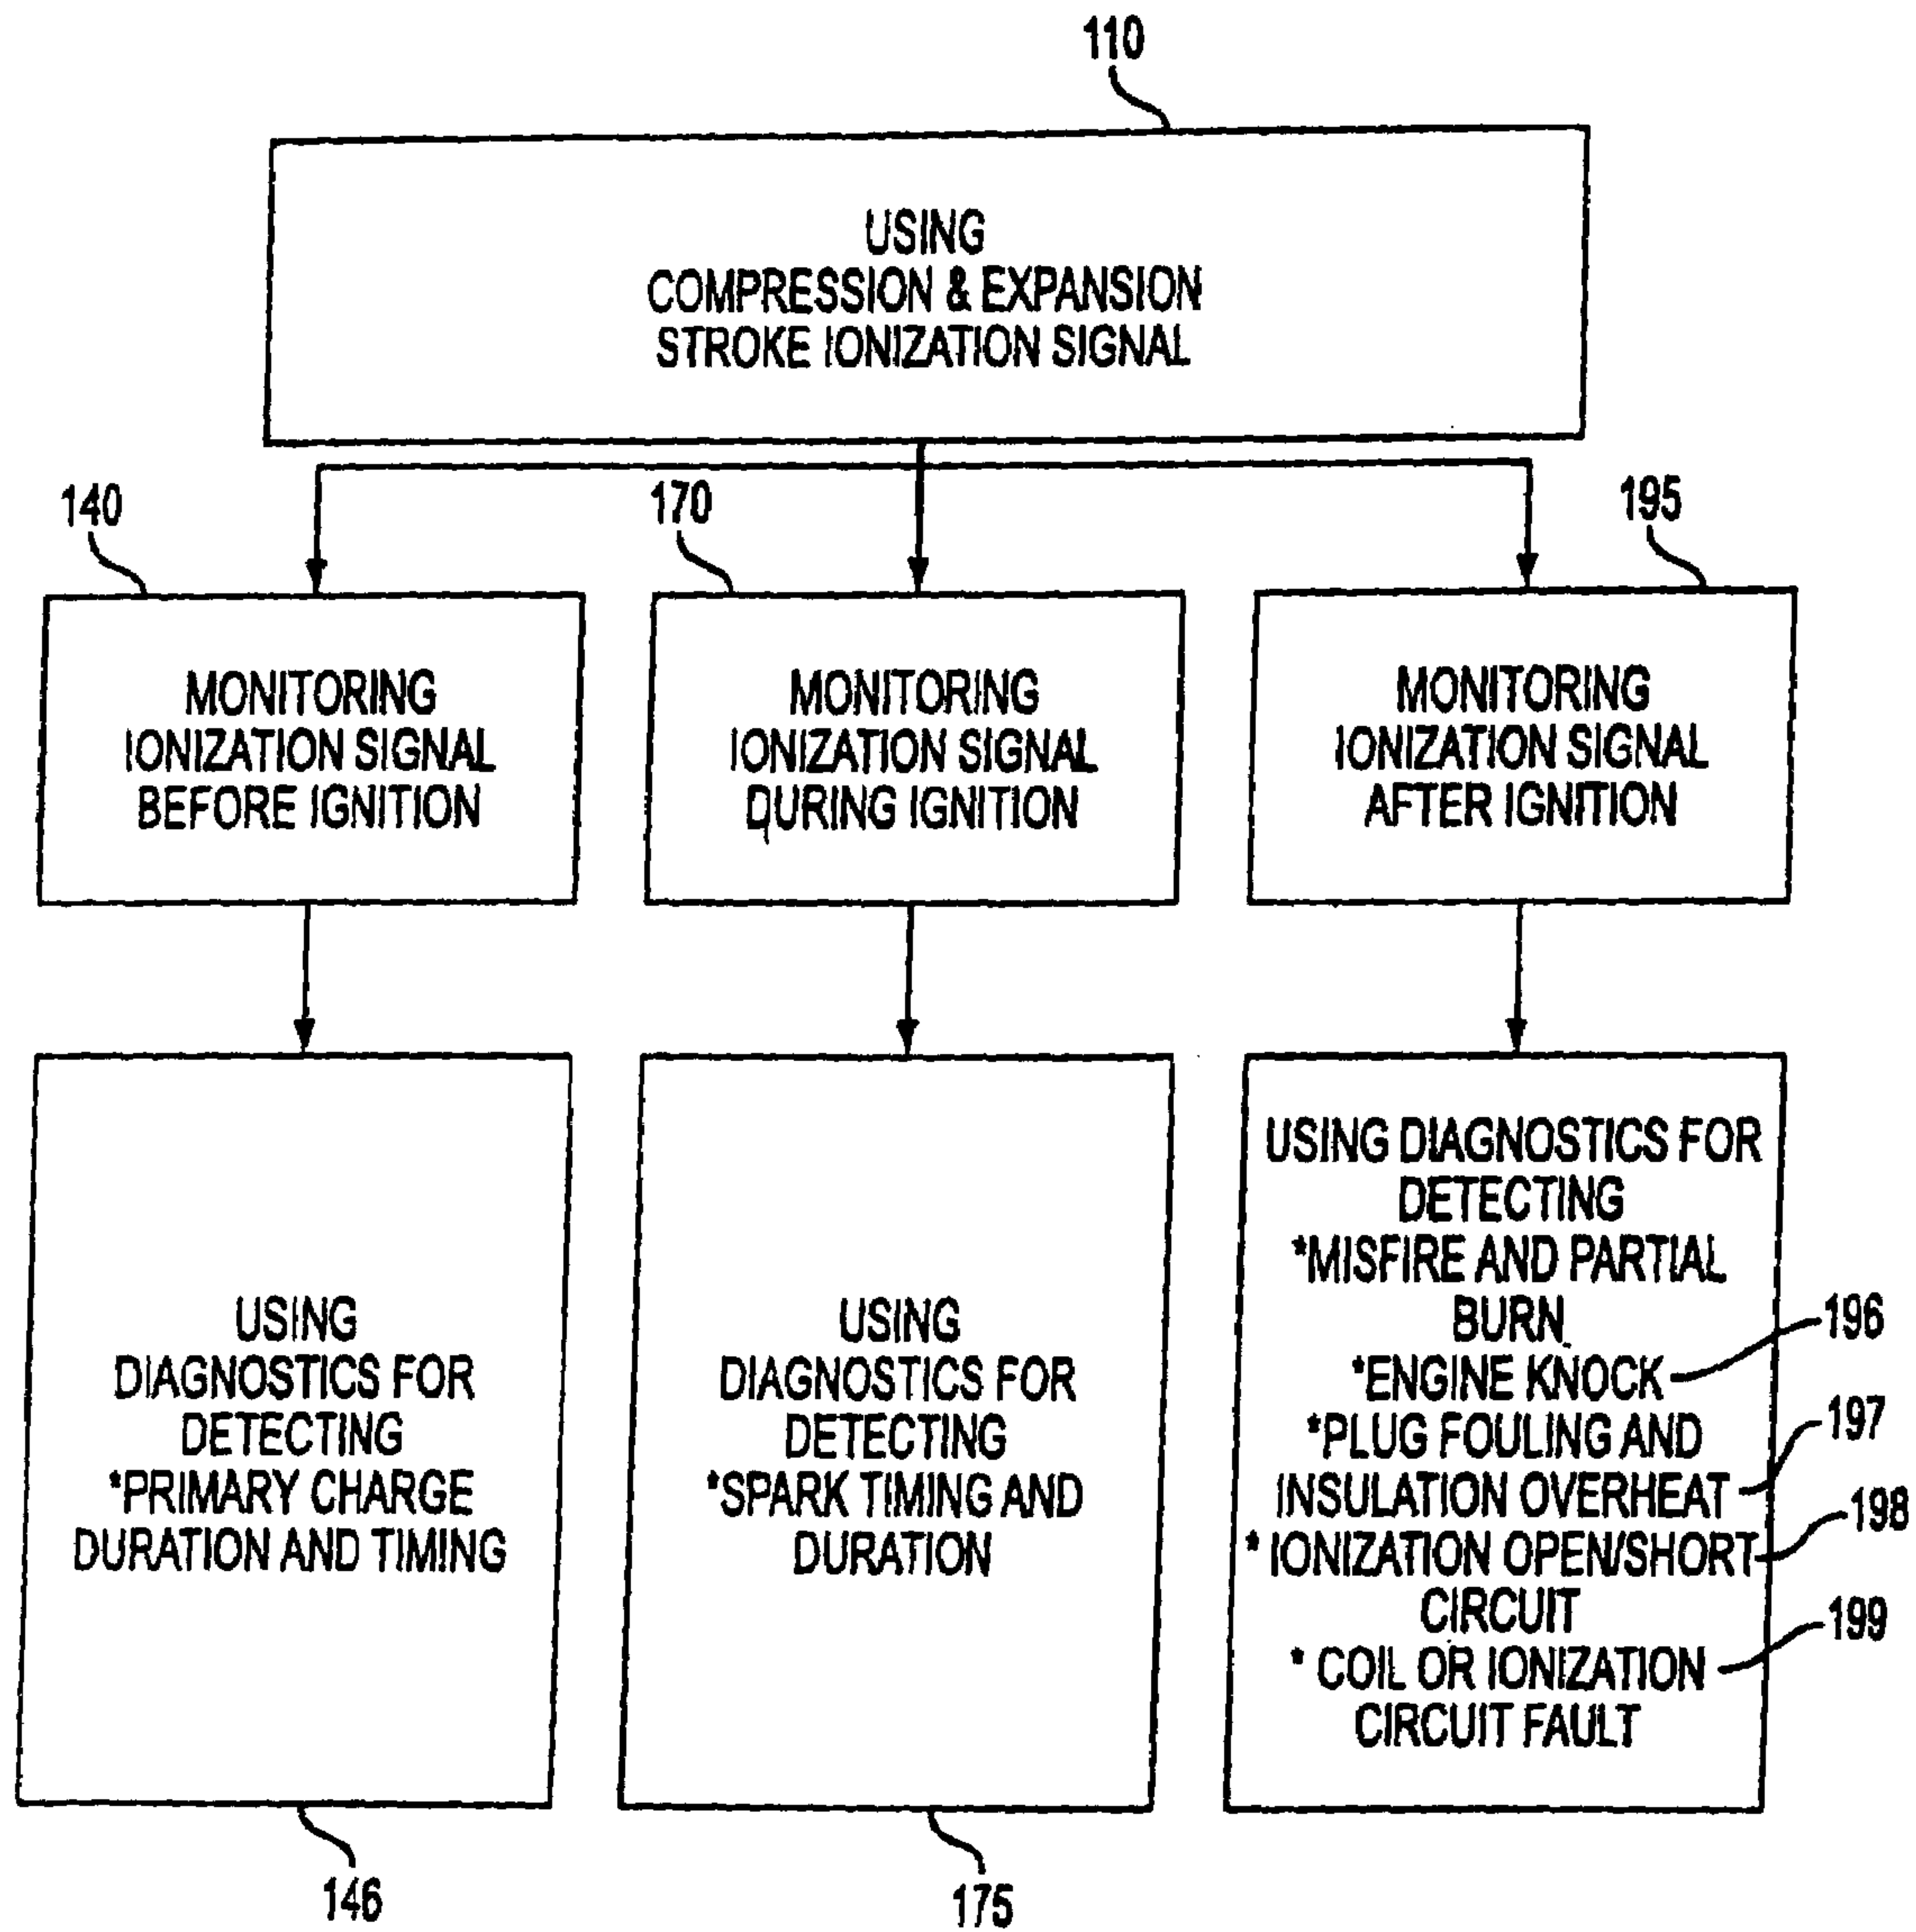 110
USING
COMPRESSION & EXPANSION
STROKE IONIZATION SIGNAL
140
170
195
MONITORING
IONIZATION SIGNAL
BEFORE IGNITION
MONITORING
IONIZATION SIGNAL
DURING IGNITION
MONITORING
IONIZATION SIGNAL
AFTER IGNITION
USING
DIAGNOSTICS FOR
DETECTING
*PRIMARY CHARGE
DURATION AND TIMING
146
USING
DIAGNOSTICS FOR
DETECTING
*SPARK TIMING AND
DURATION
175
USING DIAGNOSTICS FOR
DETECTING
*MISFIRE AND PARTIAL
BURN
*ENGINE KNOCK 196
*PLUG FOULING AND
INSULATION OVERHEAT 197
* IONIZATION OPEN/SHORT 198
CIRCUIT
* COIL OR IONIZATION 199
CIRCUIT FAULT